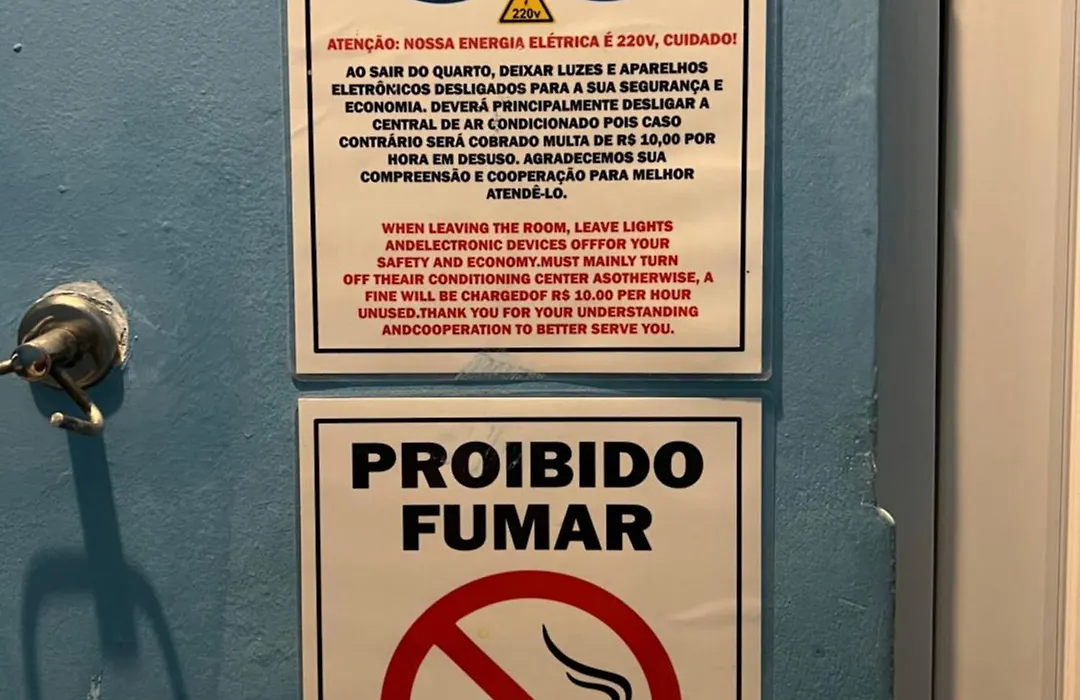 220v
ATENÇÃO: NOSSA ENERGIA ELÉTRICA É 220V, CUIDADO!
AO SAIR DO QUARTO, DEIXAR LUZES E APARELHOS
ELETRÔNICOS DESLIGADOS PARA A SUA SEGURANÇA E
ECONOMIA. DEVERÁ PRINCIPALMENTE DESLIGAR A
CENTRAL DE AR CONDICIONADO POIS CASO
CONTRÁRIO SERÁ COBRADO MULTA DE R$ 10,00 POR
HORA EM DESUSO. AGRADECEMOS SUA
COMPREENSÃO E COOPERAÇÃO PARA MELHOR
ATENDÊ-LO.
WHEN LEAVING THE ROOM, LEAVE LIGHTS
ANDELECTRONIC DEVICES OFFFOR YOUR
SAFETY AND ECONOMY.MUST MAINLY TURN
OFF THEAIR CONDITIONING CENTER ASOTHERWISE, A
FINE WILL BE CHARGEDOF R$ 10.00 PER HOUR
UNUSED.THANK YOU FOR YOUR UNDERSTANDING
ANDCOOPERATION TO BETTER SERVE YOU.
PROIBIDO
FUMAR